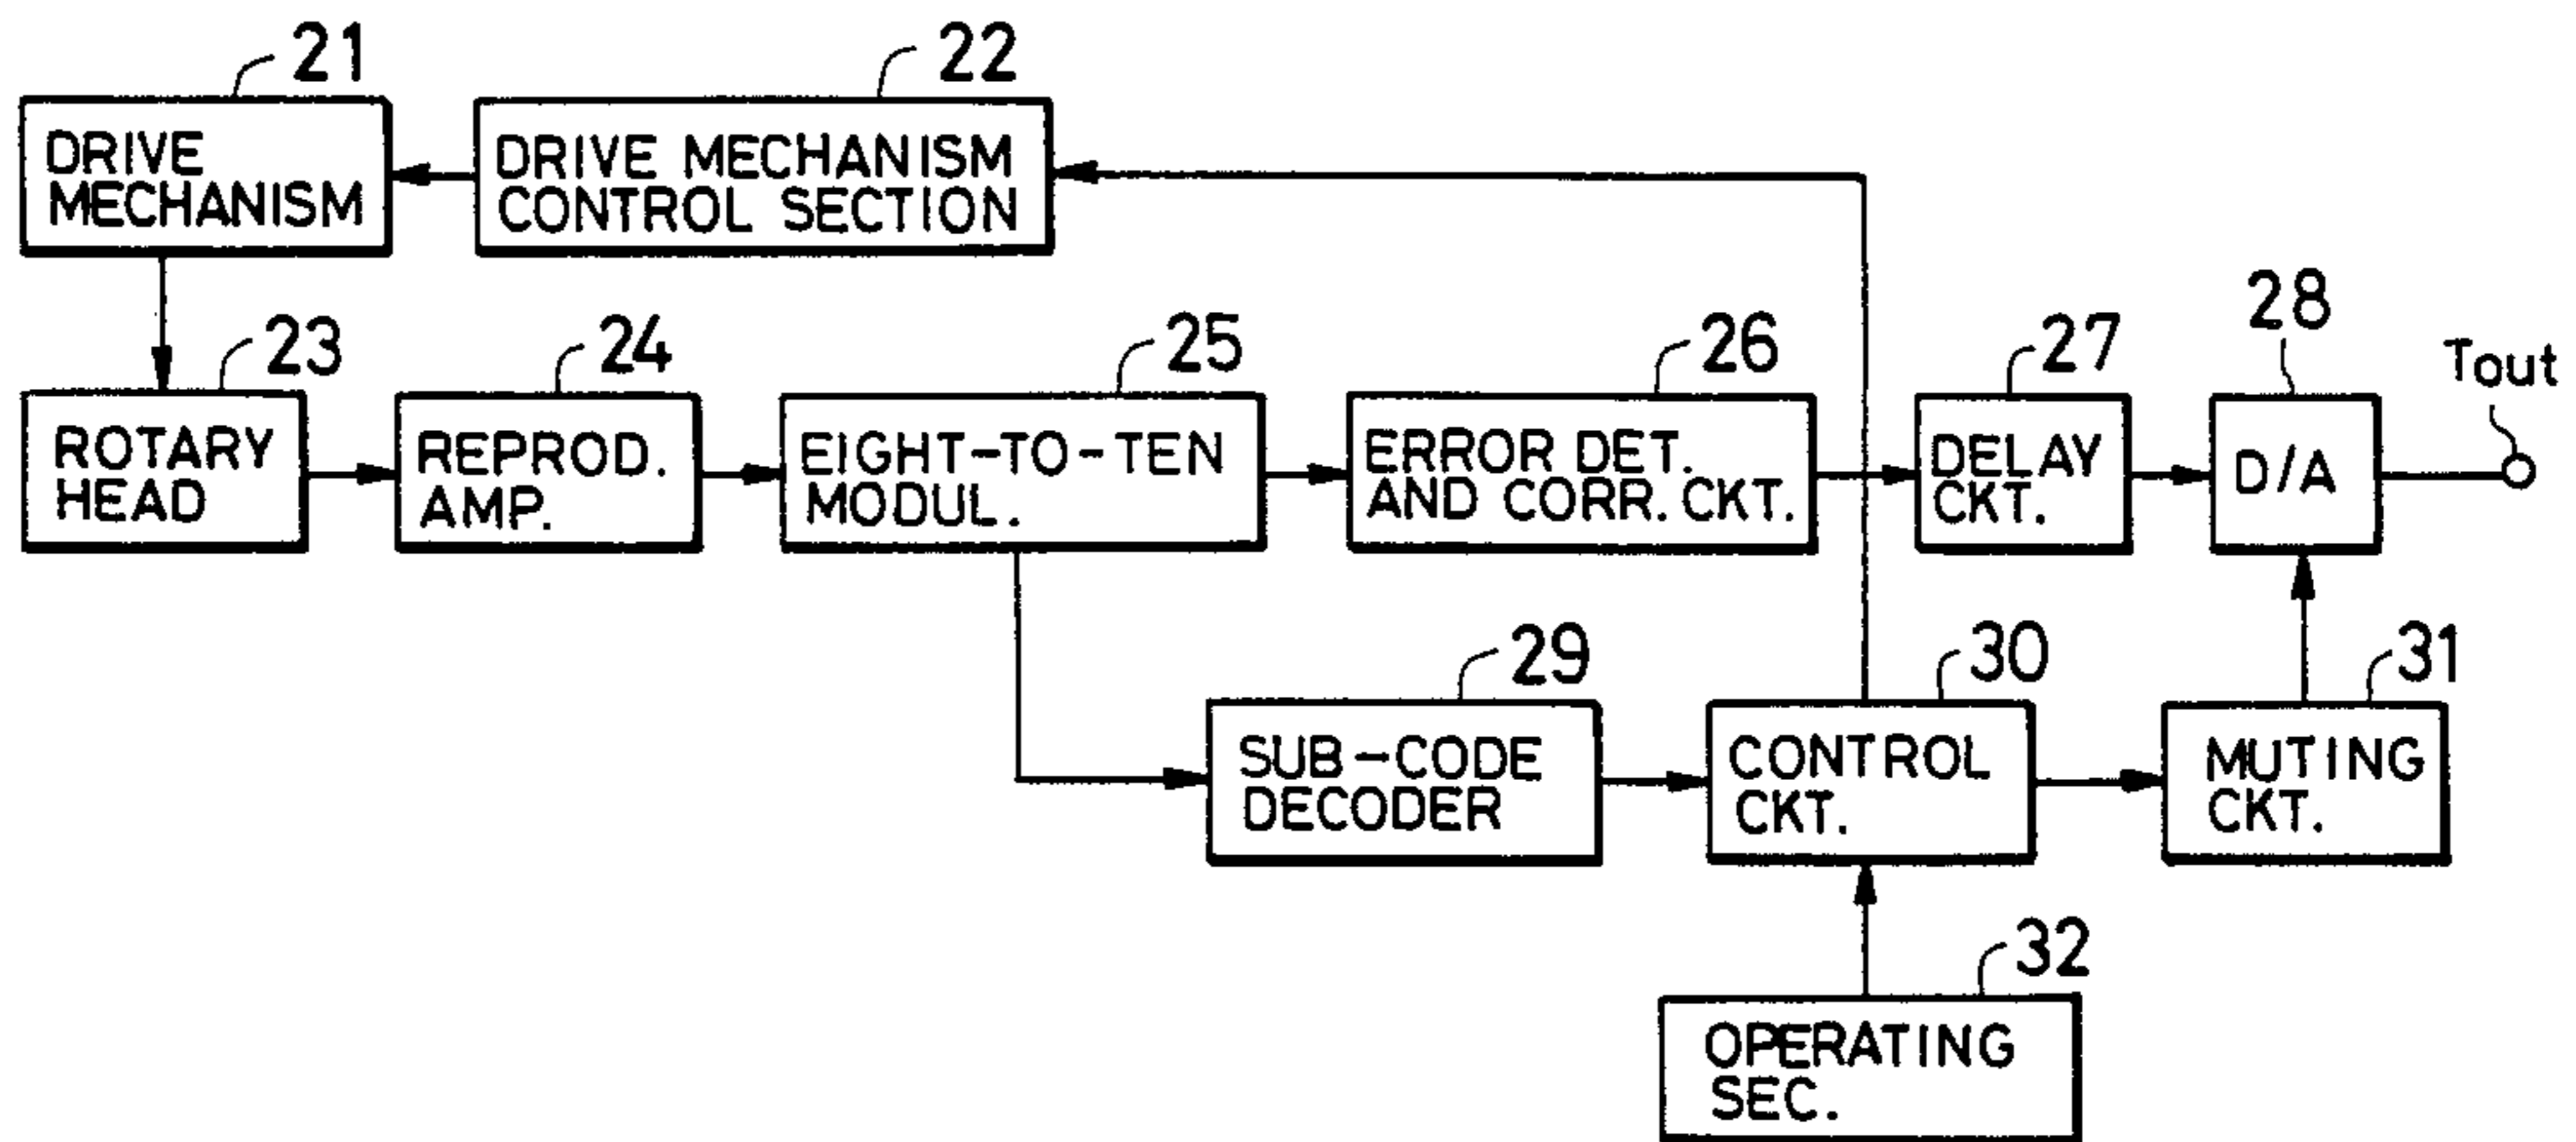 21
22
DRIVE
MECHANISM
DRIVE MECHANISM
CONTROL SECTION
23
24
25
26
27
28
Tout
ROTARY
HEAD
REPROD.
AMP.
EIGHT-TO-TEN
MODUL.
ERROR DET.
AND CORR. CKT.
DELAY
CKT.
D/A
29
30
31
SUB-CODE
DECODER
CONTROL
CKT.
MUTING
CKT.
32
OPERATING
SEC.